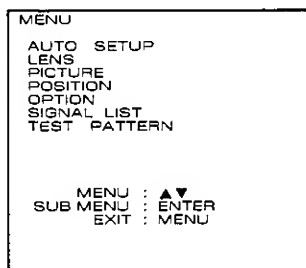 MENU
AUTO SETUP
LENS
PICTURE
POSITION
OPTION
SIGNAL LIST
TEST PATTERN
MENU : ▲▼
SUB MENU : ENTER
EXIT : MENU